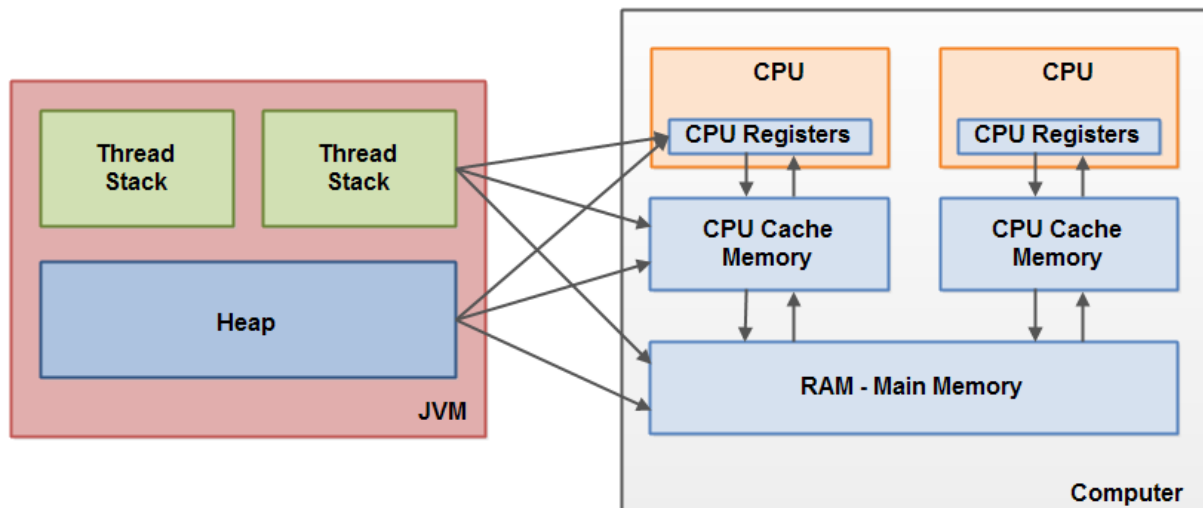 Thread
Stack
Thread
Stack
Heap
JVM
CPU
CPU Registers
CPU Cache
Memory
CPU
CPU Registers
CPU Cache
Memory
RAM - Main Memory
Computer